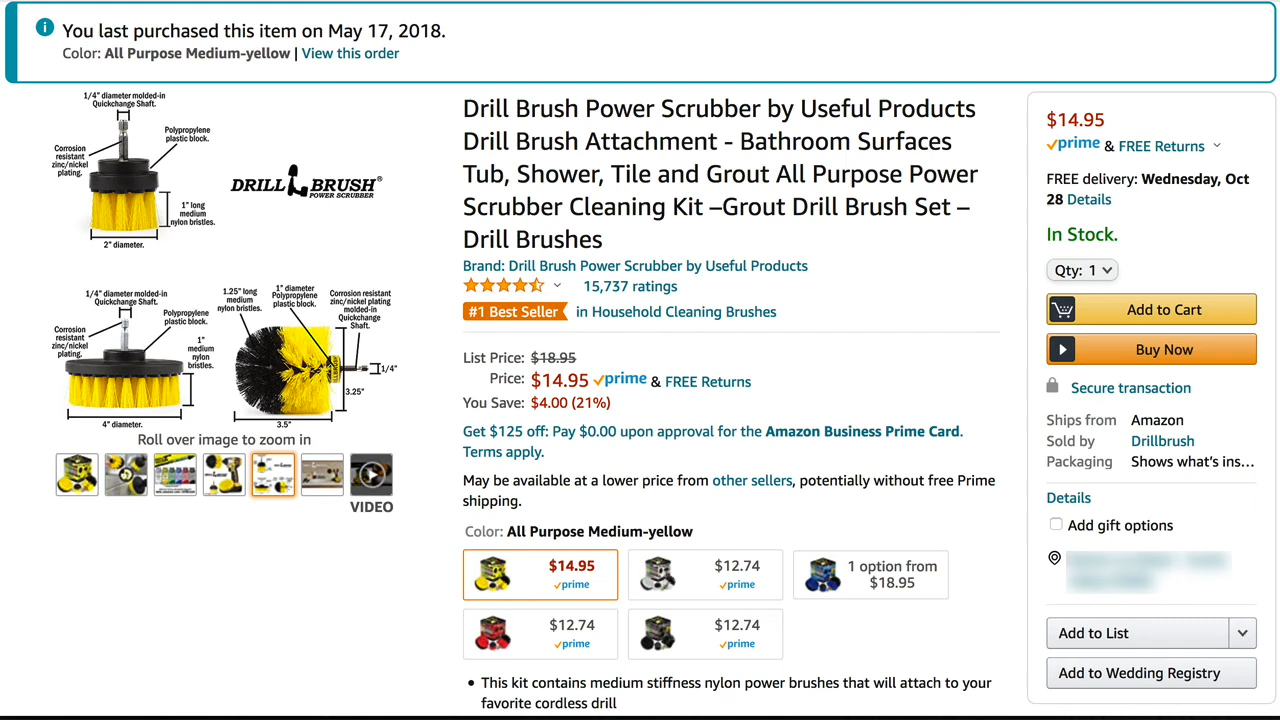 You last purchased this item on May 17, 2018.
Color: All Purpose Medium-yellow | View this order
1/4" diameter molded-in
Quickchange Shaft.
Polypropylene
plastic block.
Corrosion
resistant
zinc/nickel
plating.
1" long
medium
nylon bristles.
2" diameter.
DRILL BRUSH®
POWER SCRUBBER
1/4" diameter molded-in
Quickchange Shaft.
Polypropylene
plastic block.
Corrosion
resistant
zinc/nickel
plating.
1"
medium
nylon
bristles.
4" diameter.
1.25" long
medium
nylon bristles.
1" diameter
Polypropylene
plastic block.
Corrosion resistant
zinc/nickel plating
molded-in
Quickchange
Shaft.
1/4"
3.25"
3.5"
Roll over image to zoom in
VIDEO
Drill Brush Power Scrubber by Useful Products
Drill Brush Attachment - Bathroom Surfaces
Tub, Shower, Tile and Grout All Purpose Power
Scrubber Cleaning Kit –Grout Drill Brush Set –
Drill Brushes
Brand: Drill Brush Power Scrubber by Useful Products
15,737 ratings
#1 Best Seller in Household Cleaning Brushes
List Price: $18.95
Price: $14.95 prime & FREE Returns
You Save: $4.00 (21%)
Get $125 off: Pay $0.00 upon approval for the Amazon Business Prime Card.
Terms apply.
May be available at a lower price from other sellers, potentially without free Prime
shipping.
Color: All Purpose Medium-yellow
$14.95
prime
$12.74
prime
1 option from
$18.95
$12.74
prime
$12.74
prime
• This kit contains medium stiffness nylon power brushes that will attach to your
favorite cordless drill
$14.95
prime & FREE Returns
FREE delivery: Wednesday, Oct
28 Details
In Stock.
Qty: 1
Add to Cart
Buy Now
Secure transaction
Ships from Amazon
Sold by Drillbrush
Packaging Shows what's ins...
Details
Add gift options
Add to List
Add to Wedding Registry